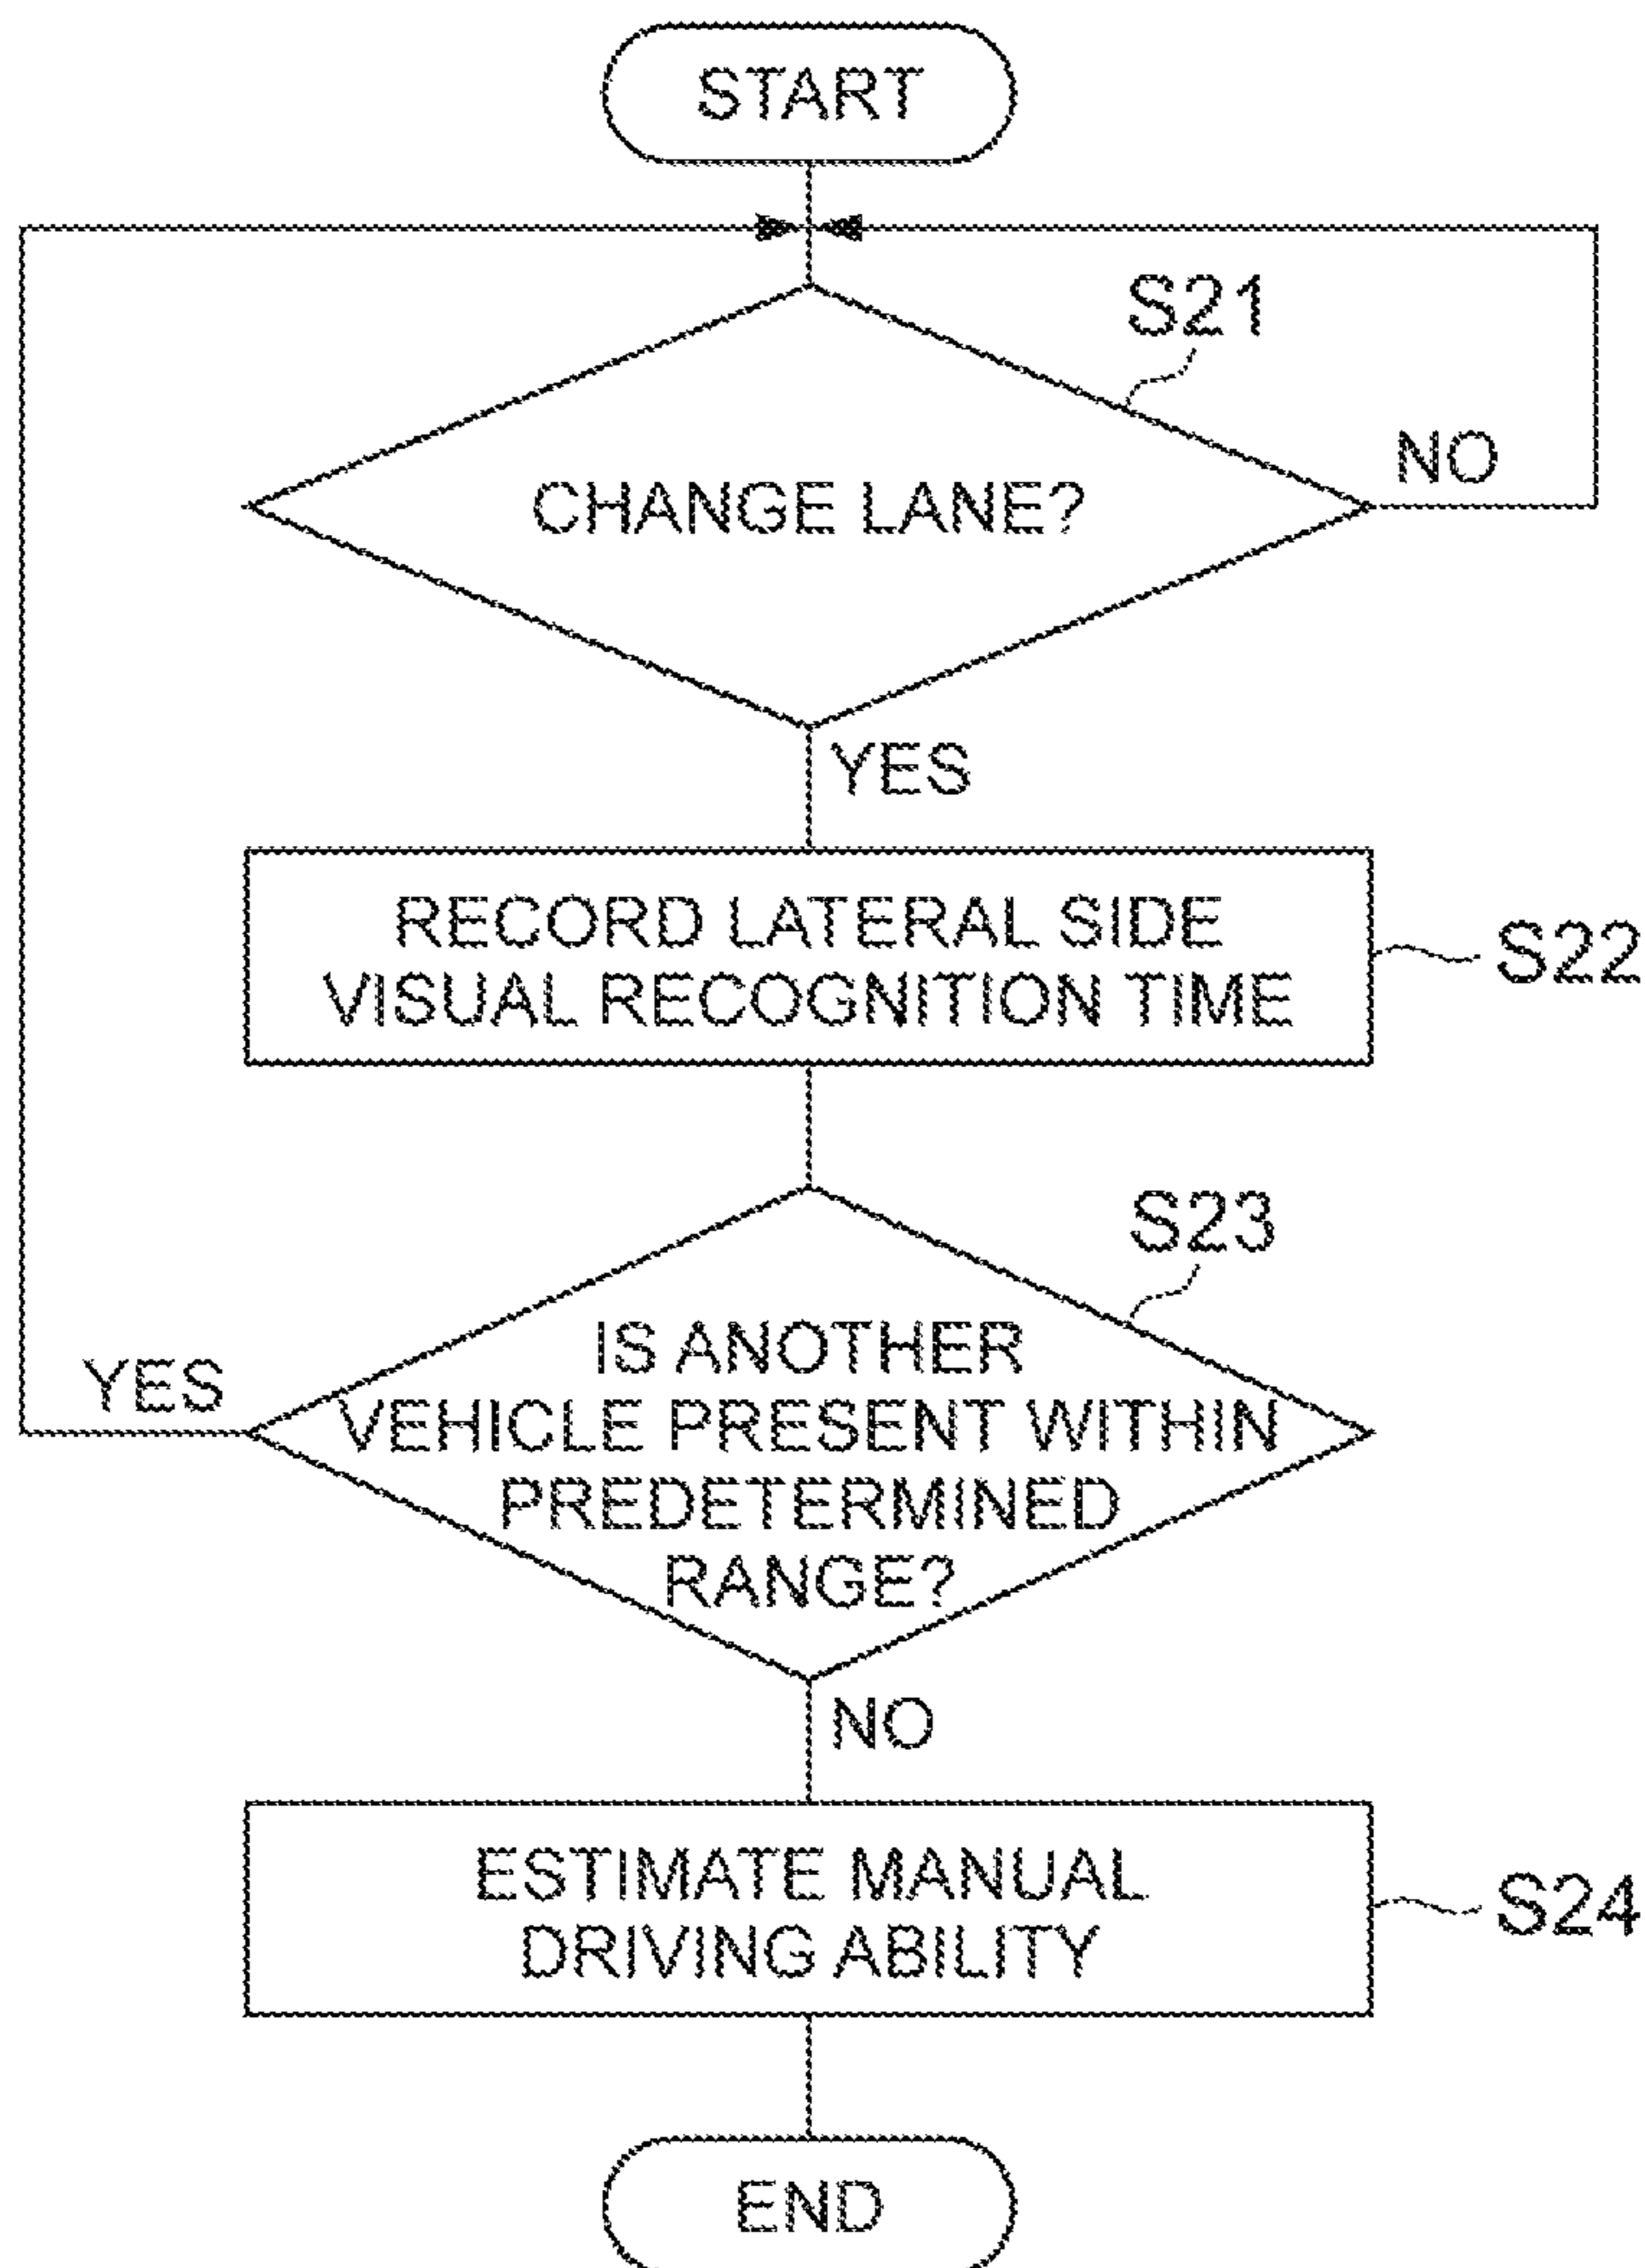 START
S21
NO
CHANGE LANE?
YES
RECORD LATERAL SIDE
VISUAL RECOGNITION TIME
S22
S23
IS ANOTHER
YES
VEHICLE PRESENT WITHIN
PREDETERMINED
RANGE?
NO
ESTIMATE MANUAL
DRIVING ABILITY
S24
END